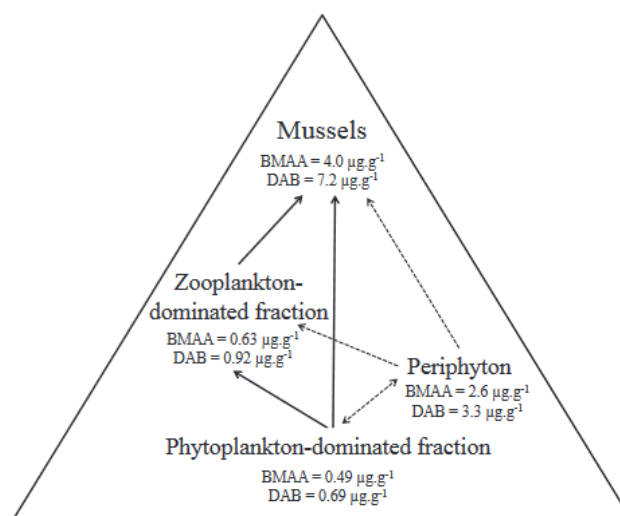 Mussels
BMAA = 4.0 µg.g⁻¹
DAB = 7.2 µg.g⁻¹
Zooplankton-
dominated fraction
BMAA = 0.63 µg.g⁻¹
DAB = 0.92 µg.g⁻¹
Periphyton
BMAA = 2.6 µg.g⁻¹
DAB = 3.3 µg.g⁻¹
Phytoplankton-dominated fraction
BMAA = 0.49 µg.g⁻¹
DAB = 0.69 µg.g⁻¹